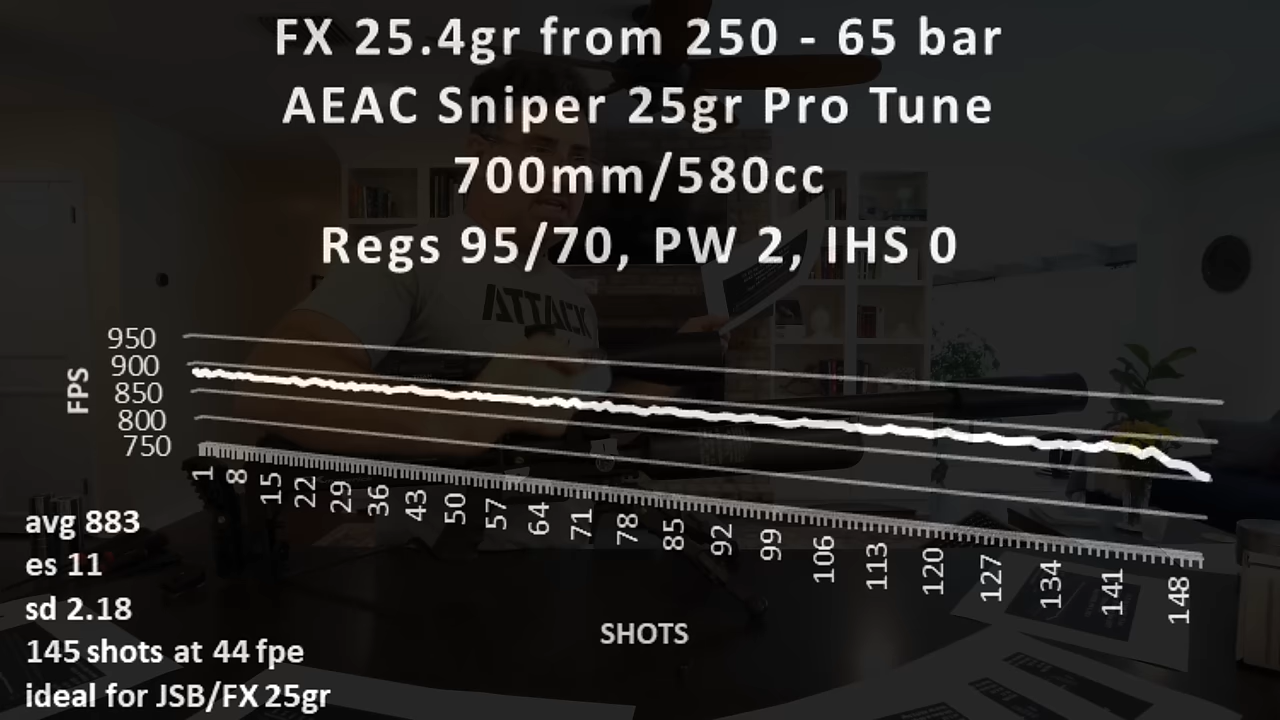 FX 25.4gr from 250 - 65 bar
AEAC Sniper 25gr Pro Tune
700mm/580cc
Regs 95/70, PW 2, IHS 0
ATTACK
950
900
850
800
750
FPS
1 8 15 22 29 36 43 50 57 64 71 78 85 92 99 106 113 120 127 134 141 148
SHOTS
avg 883
es 11
sd 2.18
145 shots at 44 fpe
ideal for JSB/FX 25gr